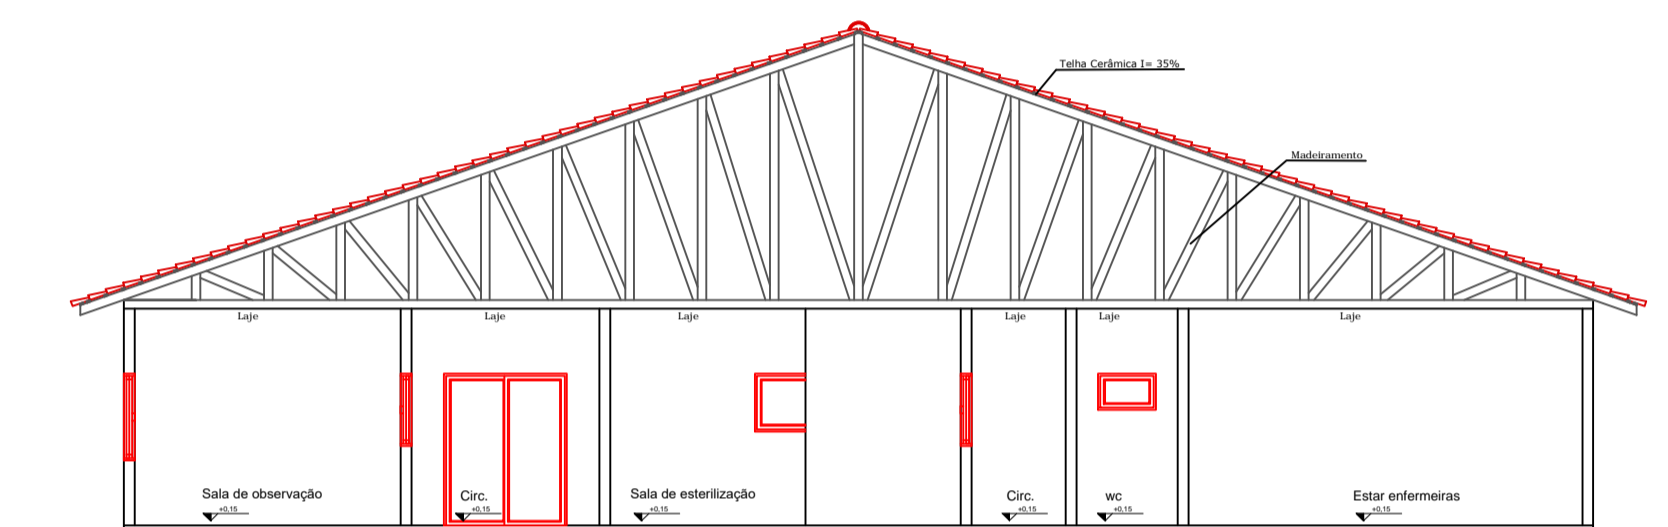 Telha Cerâmica I= 35%
Madeiramento
Laje
Laje
Laje
Laje
Laje
Laje
Sala de observação
+0,15
Circ.
+0,15
Sala de esterilização
+0,15
Circ.
+0,15
wc
+0,15
Estar enfermeiras
+0,15